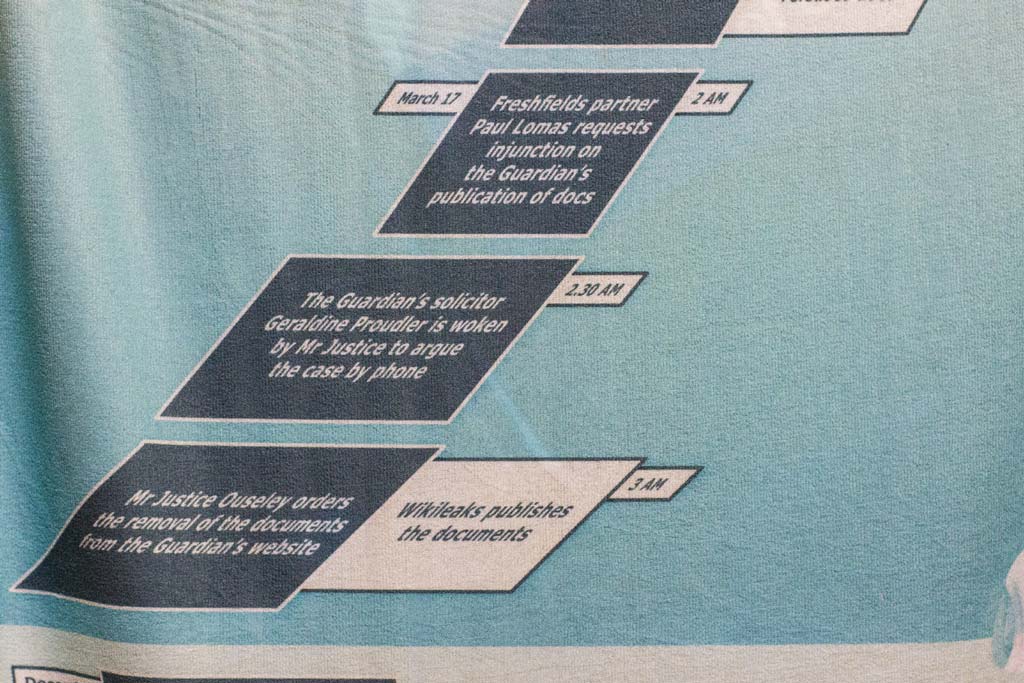 March 17
Freshfields partner
Paul Lomas requests
injunction on
the Guardian's
publication of docs
2 AM
The Guardian's solicitor
Geraldine Proudler is woken
by Mr Justice to argue
the case by phone
2.30 AM
Mr Justice Ouseley orders
the removal of the documents
from the Guardian's website
Wikileaks publishes
the documents
3 AM